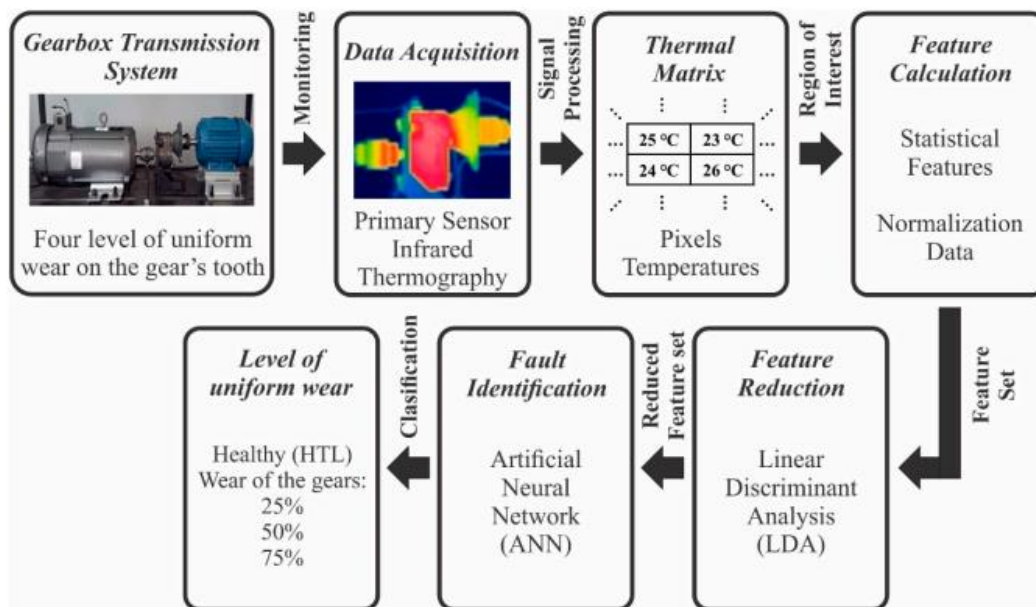 Gearbox Transmission
System
Four level of uniform
wear on the gear's tooth
Monitoring
Data Acquisition
Primary Sensor
Infrared
Thermography
Signal
Processing
Thermal
Matrix
... 25 °C 23 °C ...
... 24 °C 26 °C ...
Pixels
Temperatures
Region of
Interest
Feature
Calculation
Statistical
Features
Normalization
Data
Feature
Set
Feature
Reduction
Linear
Discriminant
Analysis
(LDA)
Reduced
Feature set
Fault
Identification
Artificial
Neural
Network
(ANN)
Clasification
Level of
uniform wear
Healthy (HTL)
Wear of the gears:
25%
50%
75%